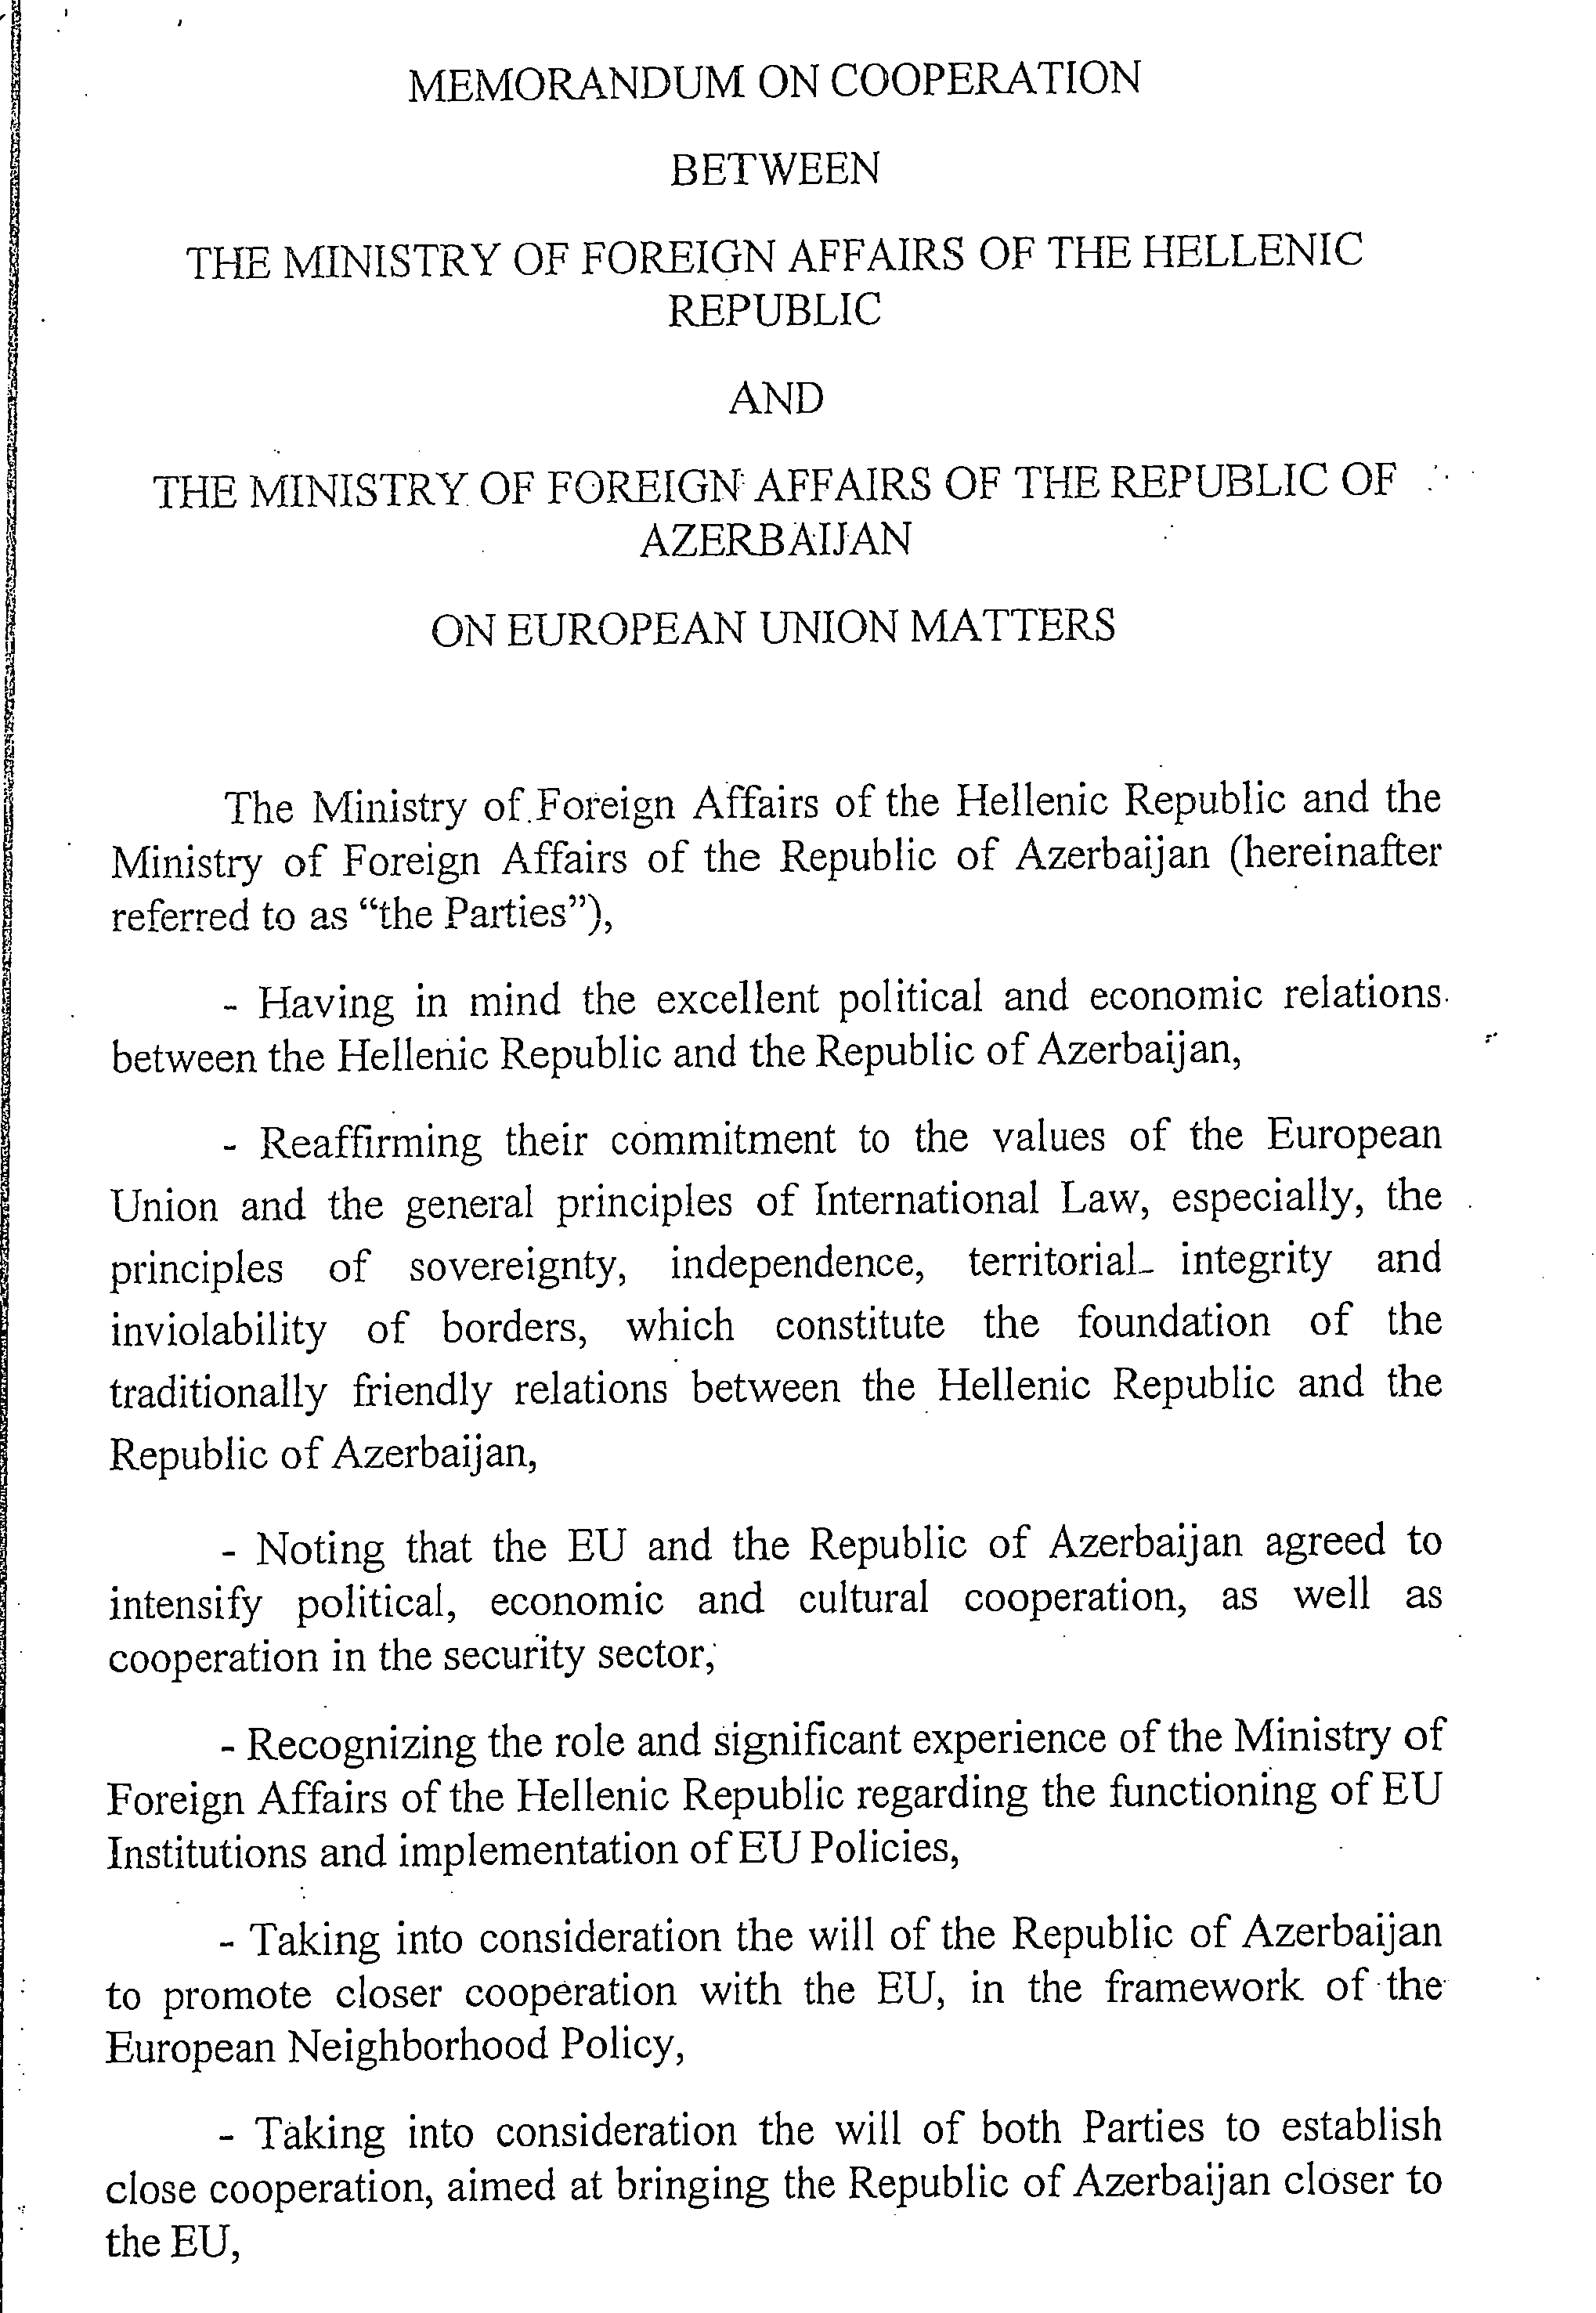 MEMORANDUM ON COOPERATION
BETWEEN
THE MINISTRY OF FOREIGN AFFAIRS OF THE HELLENIC
REPUBLIC
AND
THE MINISTRY OF FOREIGN AFFAIRS OF THE REPUBLIC OF
AZERBAIJAN
ON EUROPEAN UNION MATTERS
The Ministry of Foreign Affairs of the Hellenic Republic and the
Ministry of Foreign Affairs of the Republic of Azerbaijan (hereinafter
referred to as “the Parties”),
- Having in mind the excellent political and economic relations
between the Hellenic Republic and the Republic of Azerbaijan,
- Reaffirming their commitment to the values of the European
Union and the general principles of International Law, especially, the
principles of sovereignty, independence, territorial integrity and
inviolability of borders, which constitute the foundation of the
traditionally friendly relations between the Hellenic Republic and the
Republic of Azerbaijan,
- Noting that the EU and the Republic of Azerbaijan agreed to
intensify political, economic and cultural cooperation, as well as
cooperation in the security sector,
- Recognizing the role and significant experience of the Ministry of
Foreign Affairs of the Hellenic Republic regarding the functioning of EU
Institutions and implementation of EU Policies,
- Taking into consideration the will of the Republic of Azerbaijan
to promote closer cooperation with the EU, in the framework of the
European Neighborhood Policy,
- Taking into consideration the will of both Parties to establish
close cooperation, aimed at bringing the Republic of Azerbaijan closer to
the EU,